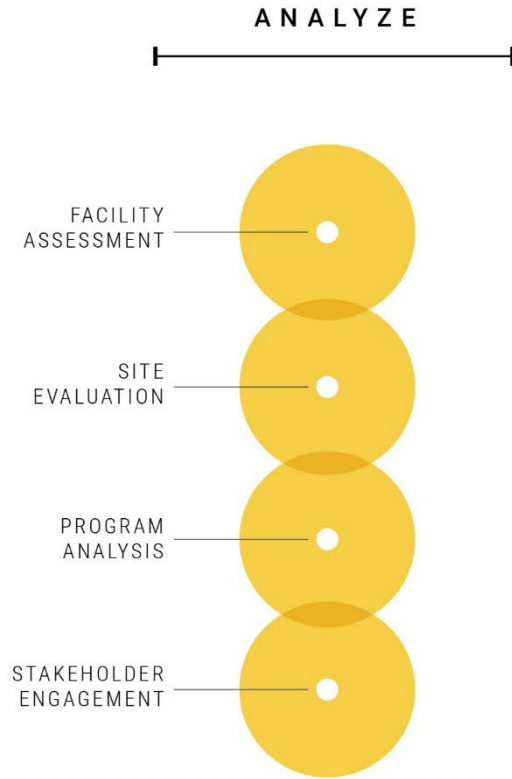 ANALYZE
FACILITY
ASSESSMENT
SITE
EVALUATION
PROGRAM
ANALYSIS
STAKEHOLDER
ENGAGEMENT